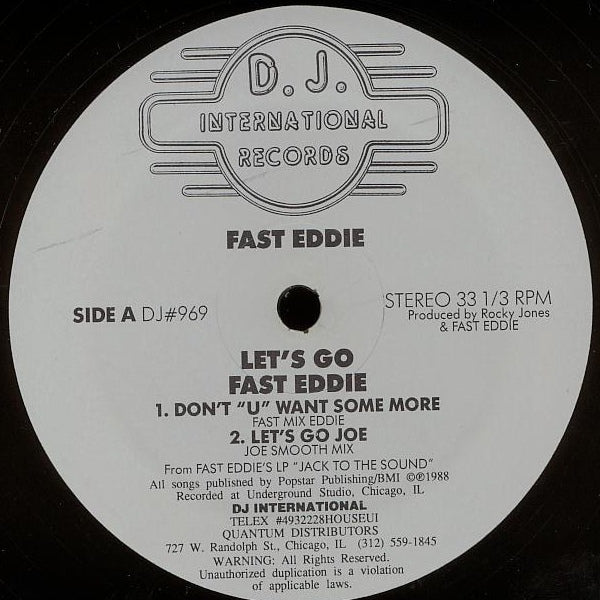 D. J.
INTERNATIONAL
RECORDS
FAST EDDIE
SIDE A DJ#969
STEREO 33 1/3 RPM
Produced by Rocky Jones
& FAST EDDIE
LET'S GO
FAST EDDIE
1. DON'T "U" WANT SOME MORE
FAST MIX EDDIE
2. LET'S GO JOE
JOE SMOOTH MIX
From FAST EDDIE'S LP "JACK TO THE SOUND"
All songs published by Popstar Publishing/BMI ©℗1988
Recorded at Underground Studio, Chicago, IL
DJ INTERNATIONAL
TELEX #4932228HOUSEUI
QUANTUM DISTRIBUTORS
727 W. Randolph St., Chicago, IL (312) 559-1845
WARNING: All Rights Reserved.
Unauthorized duplication is a violation
of applicable laws.